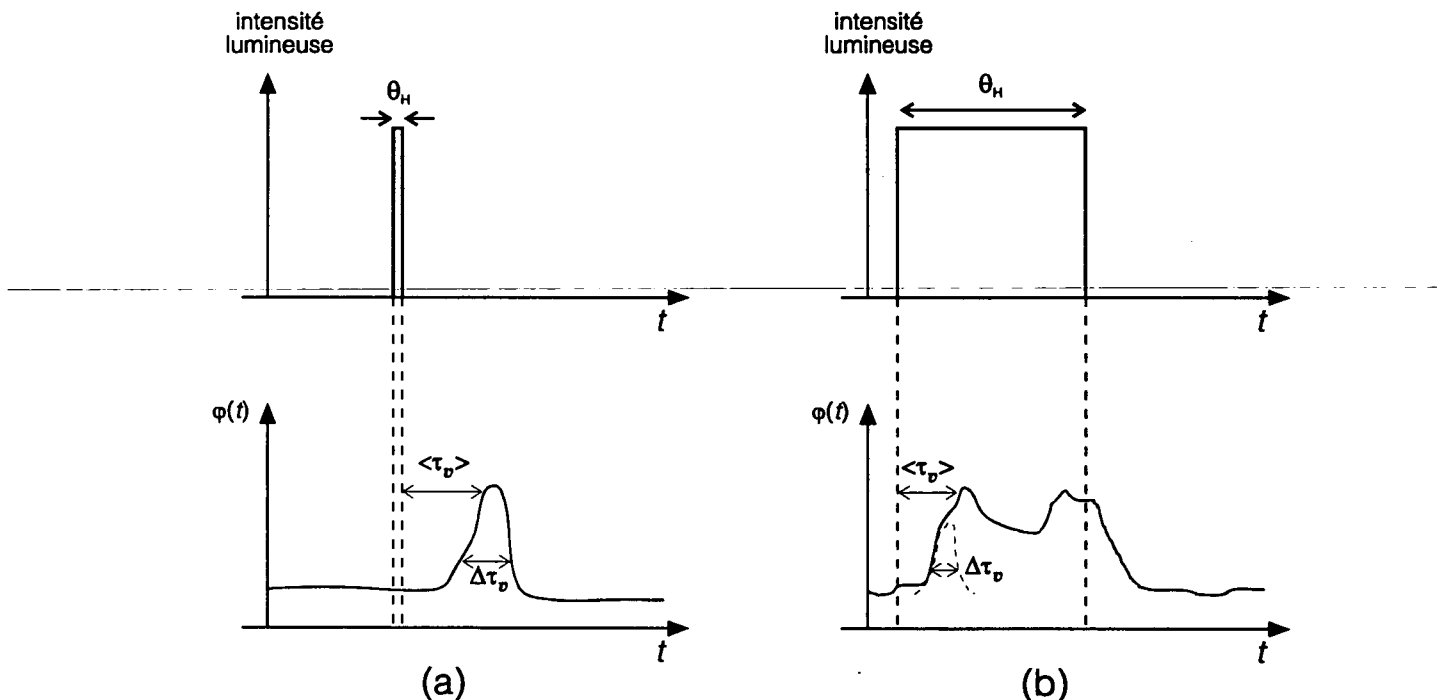 intensité
lumineuse
θH
t
φ(t)
<τv>
Δτv
t
(a)
intensité
lumineuse
θH
t
φ(t)
<τv>
Δτv
t
(b)